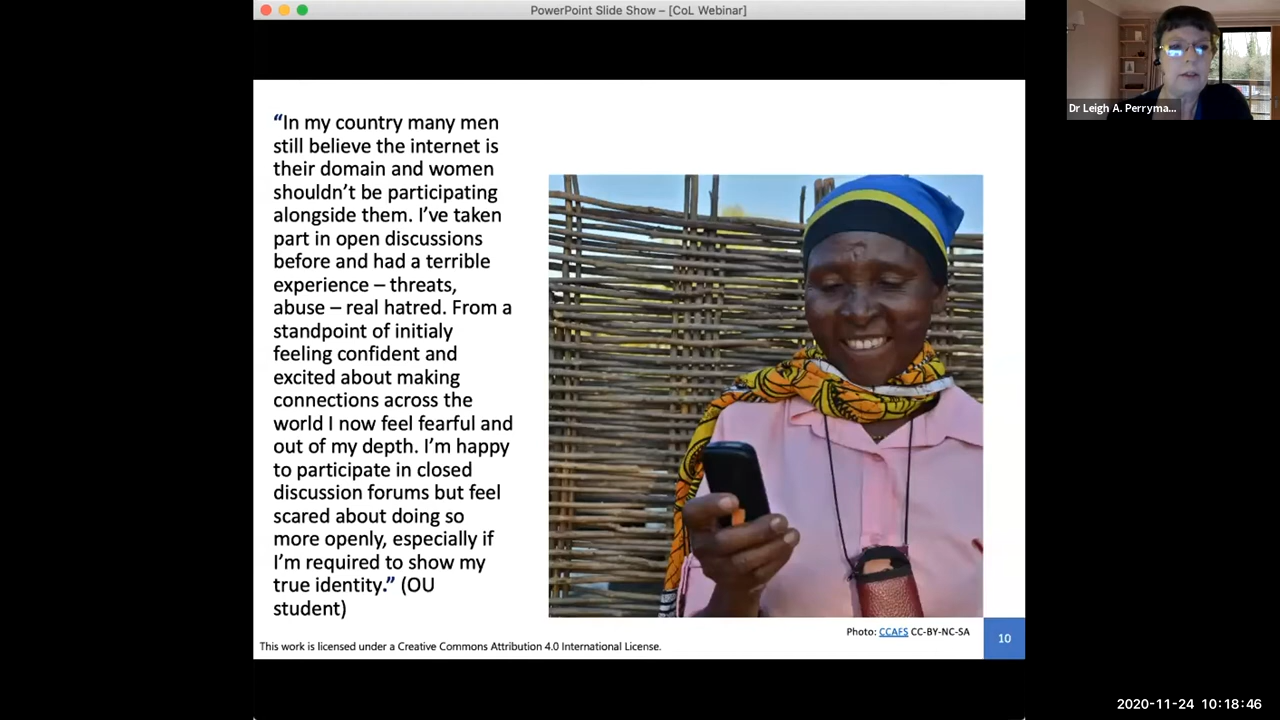 PowerPoint Slide Show – [CoL Webinar]
Dr Leigh A. Perryma...
“In my country many men
still believe the internet is
their domain and women
shouldn’t be participating
alongside them. I’ve taken
part in open discussions
before and had a terrible
experience – threats,
abuse – real hatred. From a
standpoint of initialy
feeling confident and
excited about making
connections across the
world I now feel fearful and
out of my depth. I’m happy
to participate in closed
discussion forums but feel
scared about doing so
more openly, especially if
I’m required to show my
true identity.” (OU
student)
Photo: CCAFS CC-BY-NC-SA
10
This work is licensed under a Creative Commons Attribution 4.0 International License.
2020-11-24 10:18:46